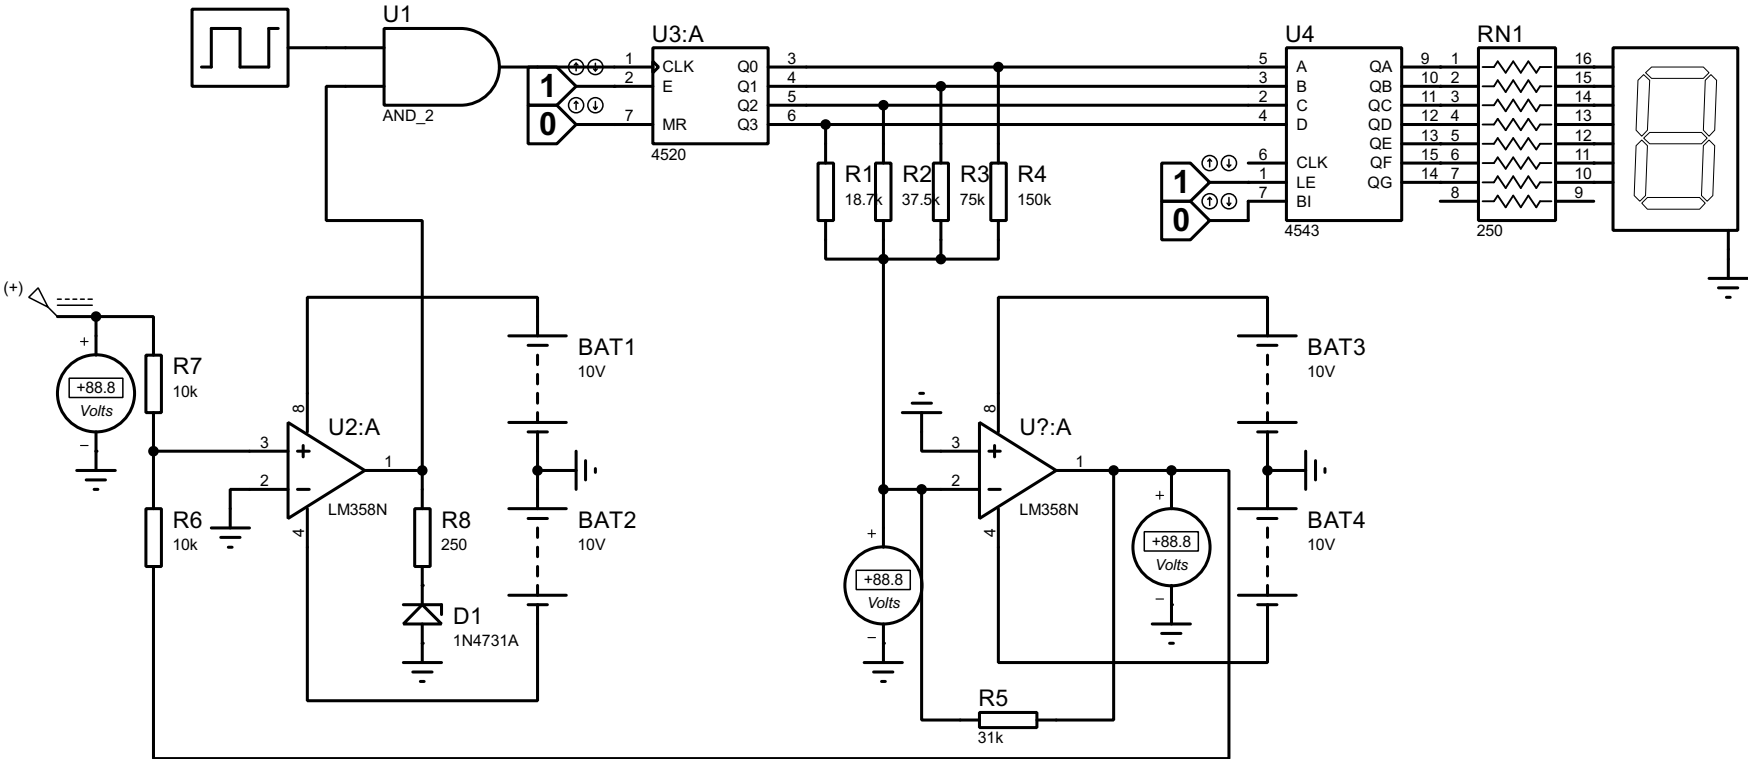 U1
AND_2
1
0
U3:A
1 CLK Q0 3
2 E Q1 4
Q2 5
7 MR Q3 6
4520
R1
18.7k
R2
37.5k
R3
75k
R4
150k
U4
5 A QA 9
3 B QB 10
2 C QC 11
4 D QD 12
QE 13
6 CLK QF 15
1 LE QG 14
7 BI
4543
1
0
RN1
1 16
2 15
3 14
4 13
5 12
6 11
7 10
8 9
250
(+)
+
+88.8
Volts
−
R7
10k
R6
10k
U2:A
8
3 +
2 −
1
4
LM358N
R8
250
D1
1N4731A
BAT1
10V
BAT2
10V
+
+88.8
Volts
−
U?:A
8
3 +
2 −
1
4
LM358N
+
+88.8
Volts
−
BAT3
10V
BAT4
10V
R5
31k